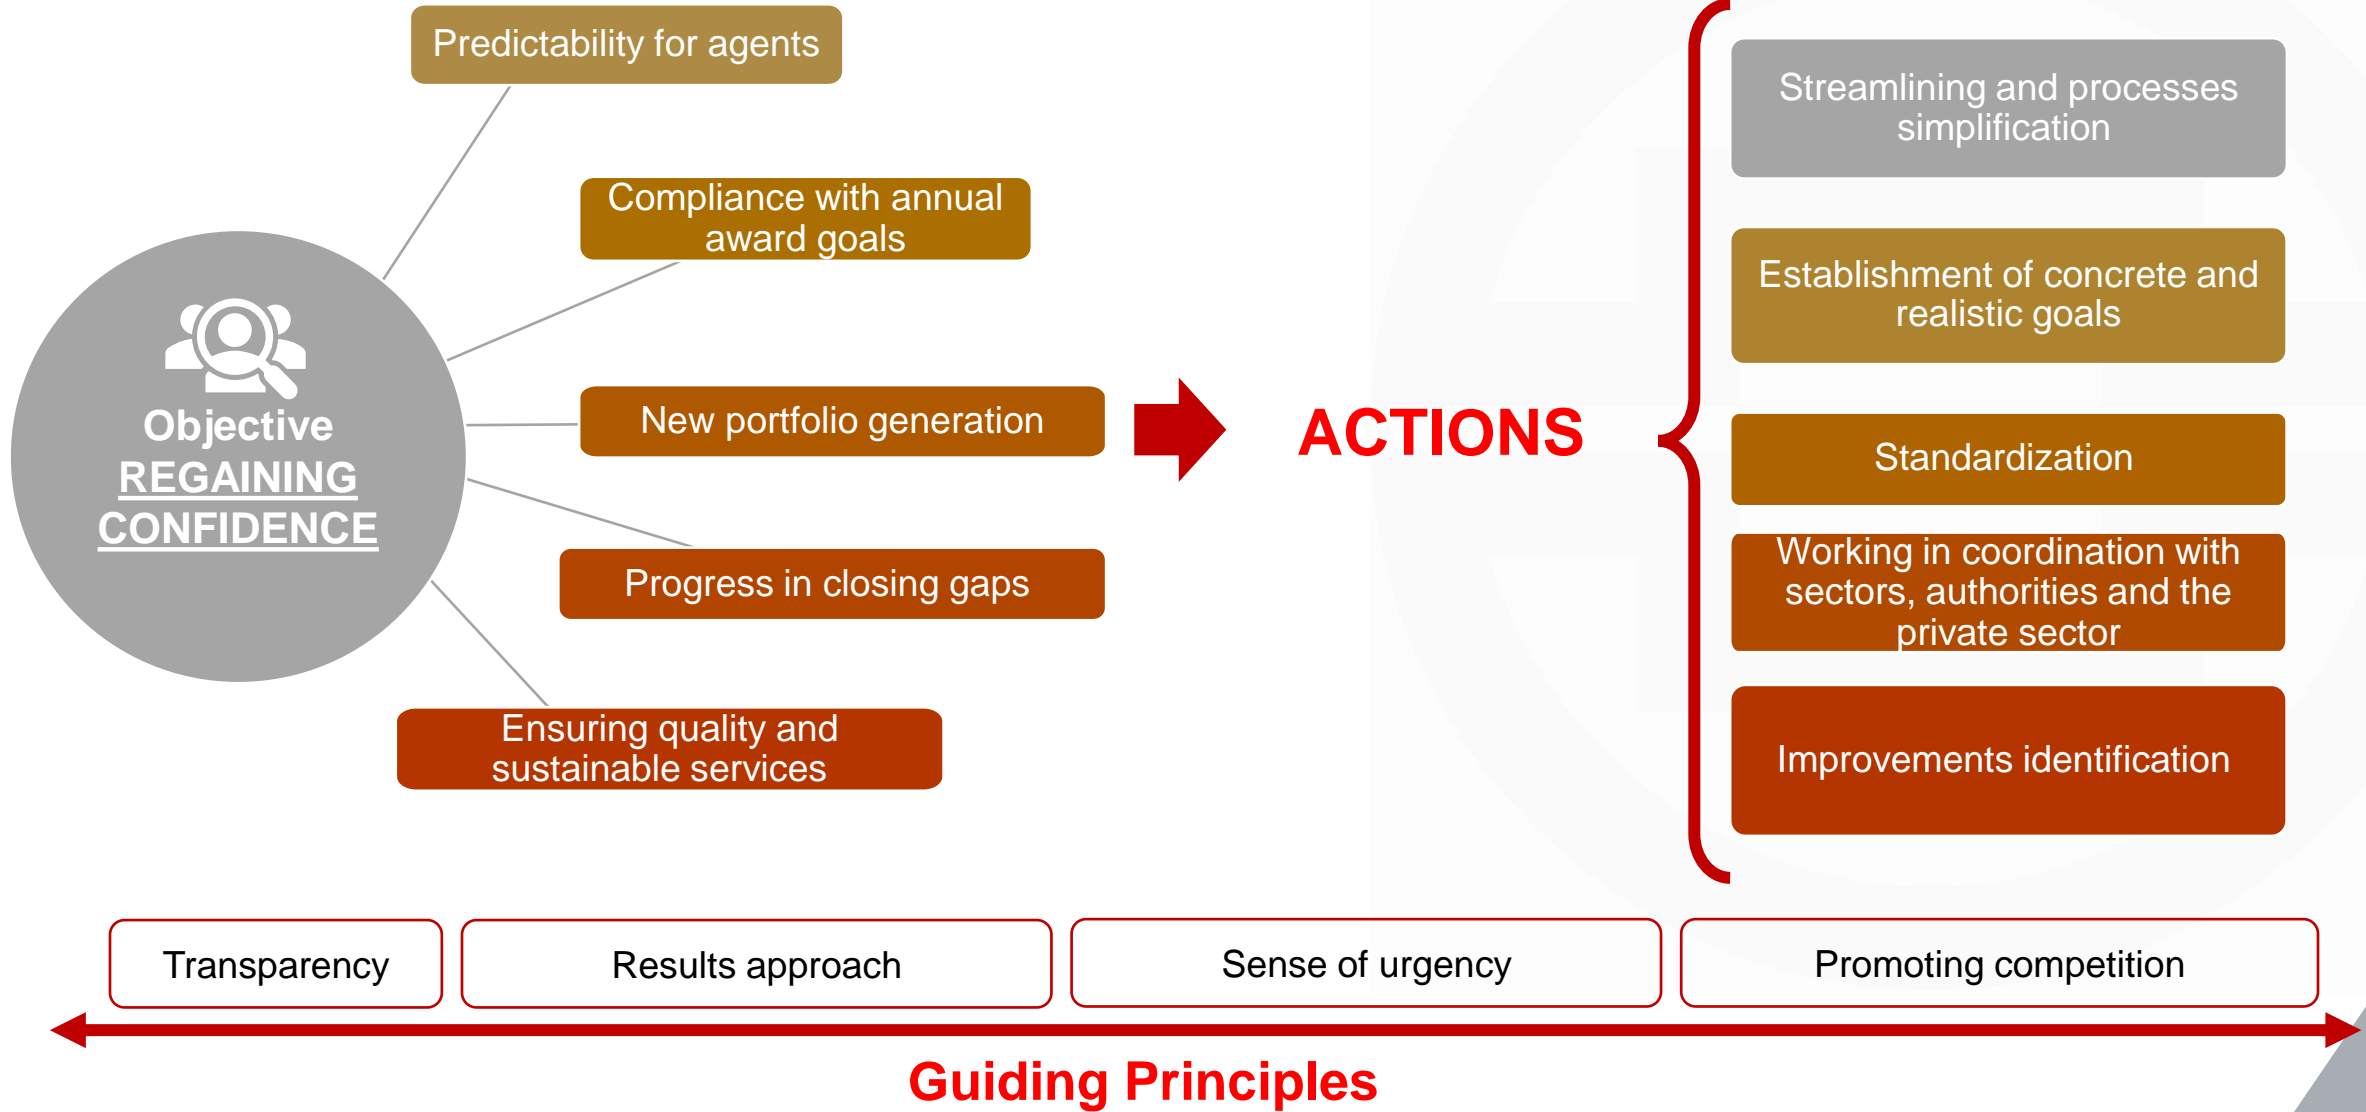 Predictability for agents
Compliance with annual
award goals
New portfolio generation
Progress in closing gaps
Ensuring quality and
sustainable services
Objective
REGAINING
CONFIDENCE
ACTIONS
Streamlining and processes
simplification
Establishment of concrete and
realistic goals
Standardization
Working in coordination with
sectors, authorities and the
private sector
Improvements identification
Transparency
Results approach
Sense of urgency
Promoting competition
Guiding Principles